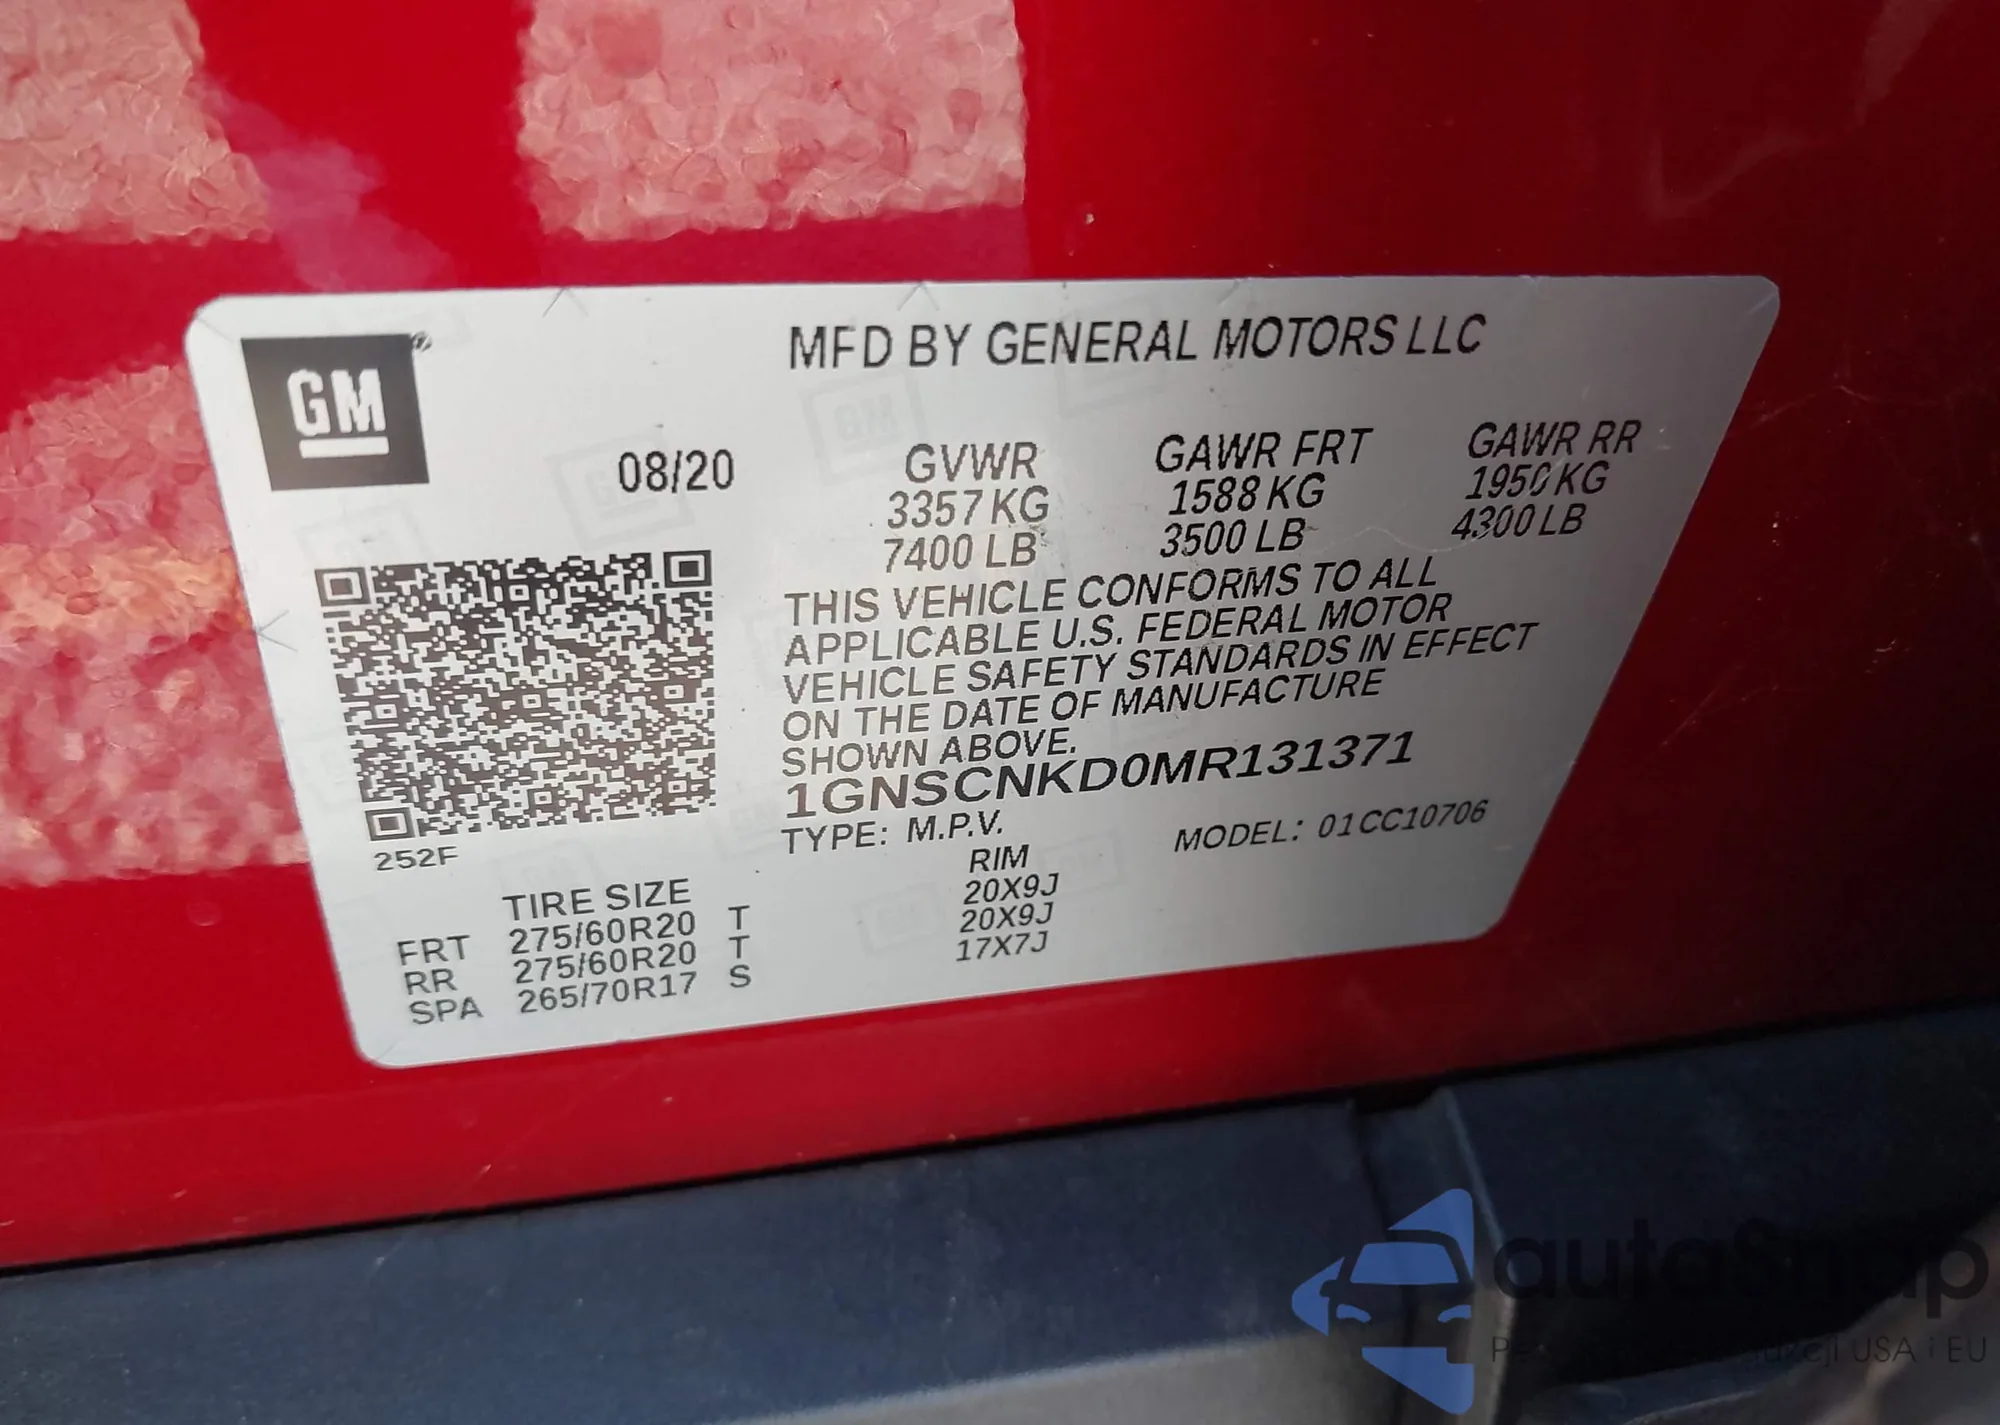 GM
MFD BY GENERAL MOTORS LLC
08/20 GVWR GAWR FRT GAWR RR
3357 KG 1588 KG 1950 KG
7400 LB 3500 LB 4300 LB
THIS VEHICLE CONFORMS TO ALL
APPLICABLE U.S. FEDERAL MOTOR
VEHICLE SAFETY STANDARDS IN EFFECT
ON THE DATE OF MANUFACTURE
SHOWN ABOVE.
1GNSCNKD0MR131371
TYPE: M.P.V. MODEL: 01CC10706
252F
TIRE SIZE RIM
FRT 275/60R20 T 20X9J
RR 275/60R20 T 20X9J
SPA 265/70R17 S 17X7J
USA i EU